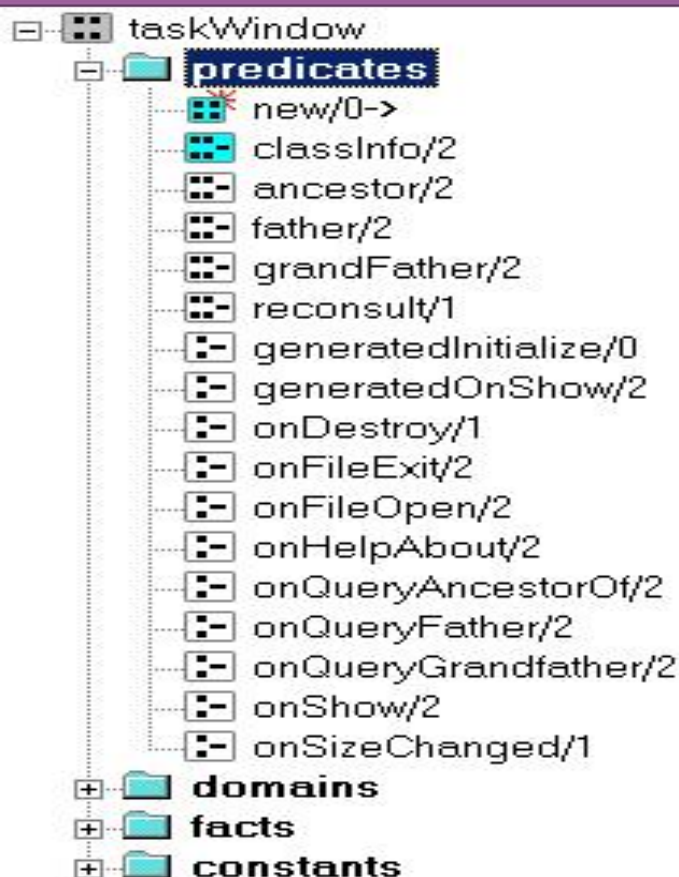 taskWindow
predicates
new/0->
classInfo/2
ancestor/2
father/2
grandFather/2
reconsult/1
generatedInitialize/0
generatedOnShow/2
onDestroy/1
onFileExit/2
onFileOpen/2
onHelpAbout/2
onQueryAncestorOf/2
onQueryFather/2
onQueryGrandfather/2
onShow/2
onSizeChanged/1
domains
facts
constants